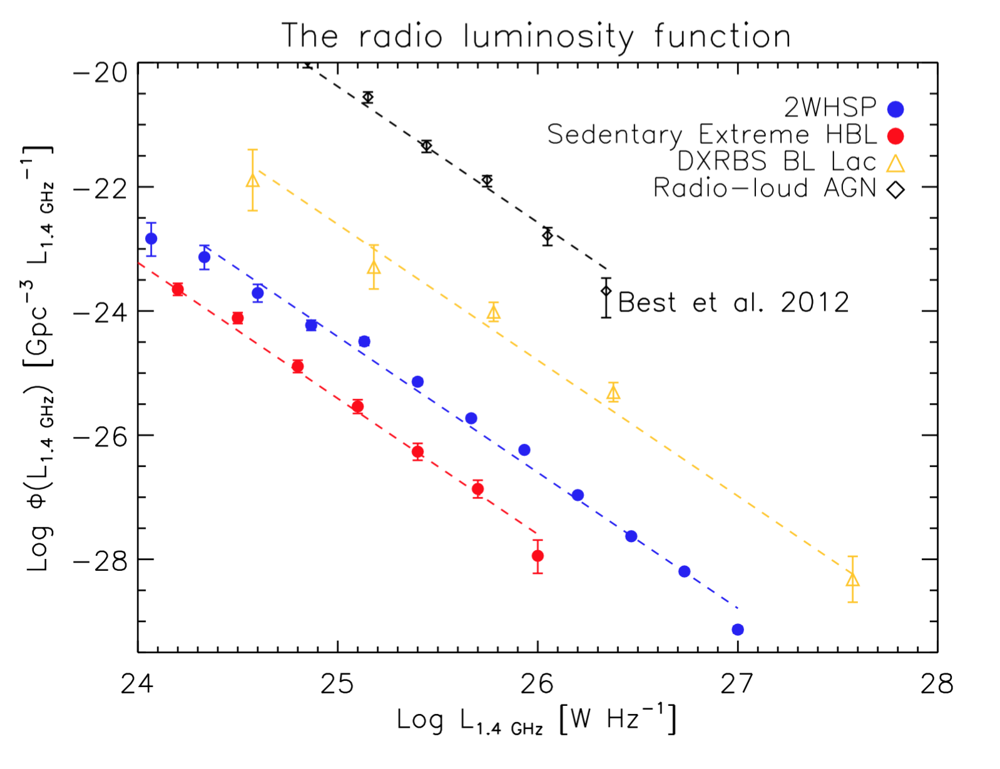 The radio luminosity function
Log Φ(L1.4 GHz) [Gpc−3 L1.4 GHz−1]
−20
−22
−24
−26
−28
2WHSP
Sedentary Extreme HBL
DXRBS BL Lac
Radio−loud AGN
Best et al. 2012
24 25 26 27 28
Log L1.4 GHz [W Hz−1]